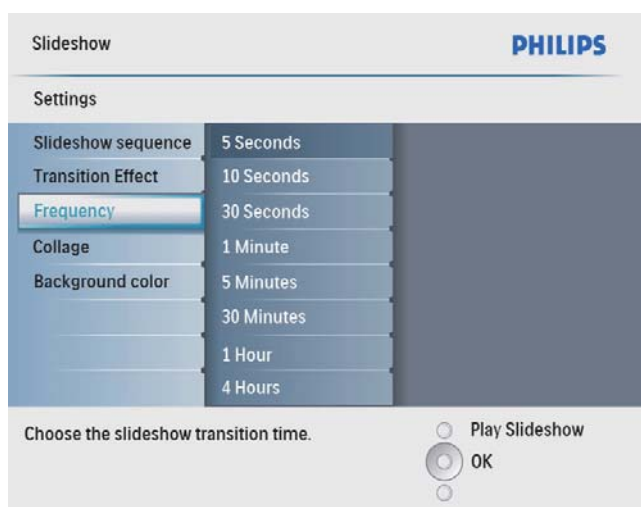 Slideshow
PHILIPS
Settings
Slideshow sequence
Transition Effect
Frequency
Collage
Background color
5 Seconds
10 Seconds
30 Seconds
1 Minute
5 Minutes
30 Minutes
1 Hour
4 Hours
Choose the slideshow transition time.
Play Slideshow
OK